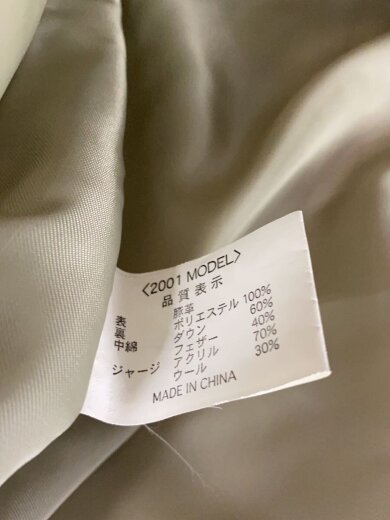 〈2001 MODEL〉
品質表示
表 豚革
裏 ポリエステル 100%
中綿 ダウン 60%
フェザー 40%
ジャージ アクリル 70%
ウール 30%
MADE IN CHINA